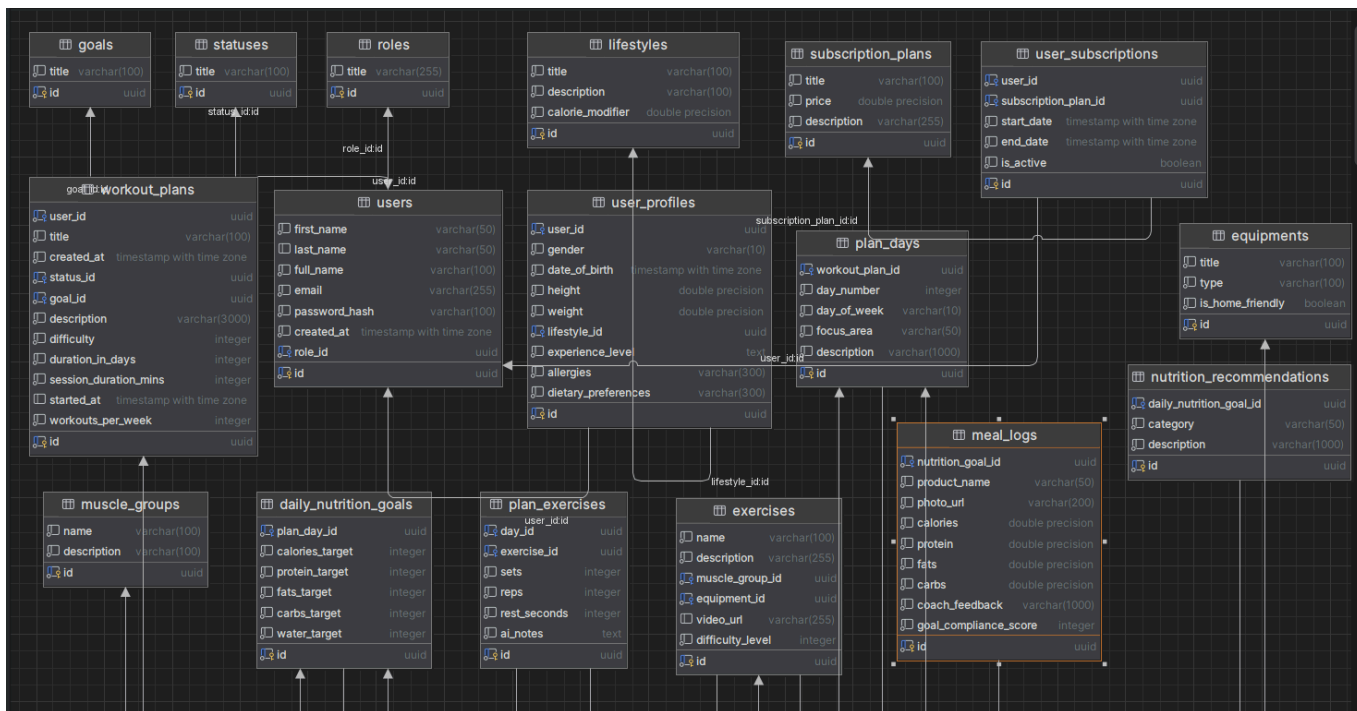 goals
title varchar(100)
id uuid
statuses
title varchar(100)
id uuid
roles
title varchar(255)
id uuid
lifestyles
title varchar(100)
description varchar(100)
calorie_modifier double precision
id uuid
subscription_plans
title varchar(100)
price double precision
description varchar(255)
id uuid
user_subscriptions
user_id uuid
subscription_plan_id uuid
start_date timestamp with time zone
end_date timestamp with time zone
is_active boolean
id uuid
status_id:id
role_id:id
user_id:id
subscription_plan_id:id
workout_plans
user_id uuid
title varchar(100)
created_at timestamp with time zone
status_id uuid
goal_id uuid
description varchar(3000)
difficulty integer
duration_in_days integer
session_duration_mins integer
started_at timestamp with time zone
workouts_per_week integer
id uuid
users
first_name varchar(50)
last_name varchar(50)
full_name varchar(100)
email varchar(255)
password_hash varchar(100)
created_at timestamp with time zone
role_id uuid
id uuid
user_profiles
user_id uuid
gender varchar(10)
date_of_birth timestamp with time zone
height double precision
weight double precision
lifestyle_id uuid
experience_level text
allergies varchar(300)
dietary_preferences varchar(300)
id uuid
plan_days
workout_plan_id uuid
day_number integer
day_of_week varchar(10)
focus_area varchar(50)
description varchar(1000)
id uuid
user_id:id
equipments
title varchar(100)
type varchar(100)
is_home_friendly boolean
id uuid
nutrition_recommendations
daily_nutrition_goal_id uuid
category varchar(50)
description varchar(1000)
id uuid
meal_logs
nutrition_goal_id uuid
product_name varchar(50)
photo_url varchar(200)
calories double precision
protein double precision
fats double precision
carbs double precision
coach_feedback varchar(1000)
goal_compliance_score integer
id uuid
lifestyle_id:id
muscle_groups
name varchar(100)
description varchar(100)
id uuid
daily_nutrition_goals
plan_day_id uuid
calories_target integer
protein_target integer
fats_target integer
carbs_target integer
water_target integer
id uuid
plan_exercises
user_id:id
day_id uuid
exercise_id uuid
sets integer
reps integer
rest_seconds integer
ai_notes text
id uuid
exercises
name varchar(100)
description varchar(255)
muscle_group_id uuid
equipment_id uuid
video_url varchar(255)
difficulty_level integer
id uuid